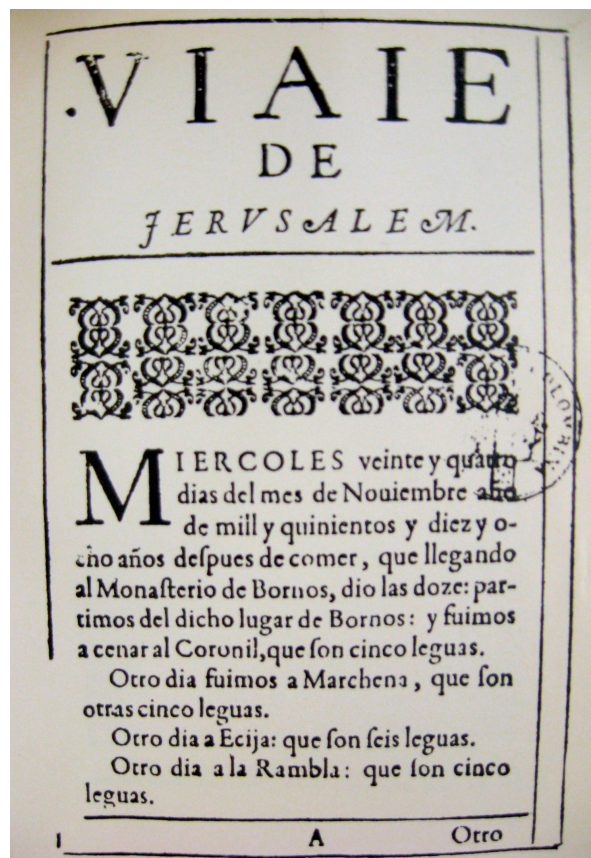 VIAIE
DE
JERVSALEM.
MIERCOLES veinte y quatro
dias del mes de Nouiembre año
de mill y quinientos y diez y o-
cho años deſpues de comer, que llegando
al Monaſterio de Bornos, dio las doze: par-
timos del dicho lugar de Bornos: y fuimos
a cenar al Coronil, que ſon cinco leguas.
Otro dia fuimos a Marchena, que ſon
otras cinco leguas.
Otro dia a Ecija: que ſon ſeis leguas.
Otro dia a la Rambla: que ſon cinco
leguas.
1 A Otro